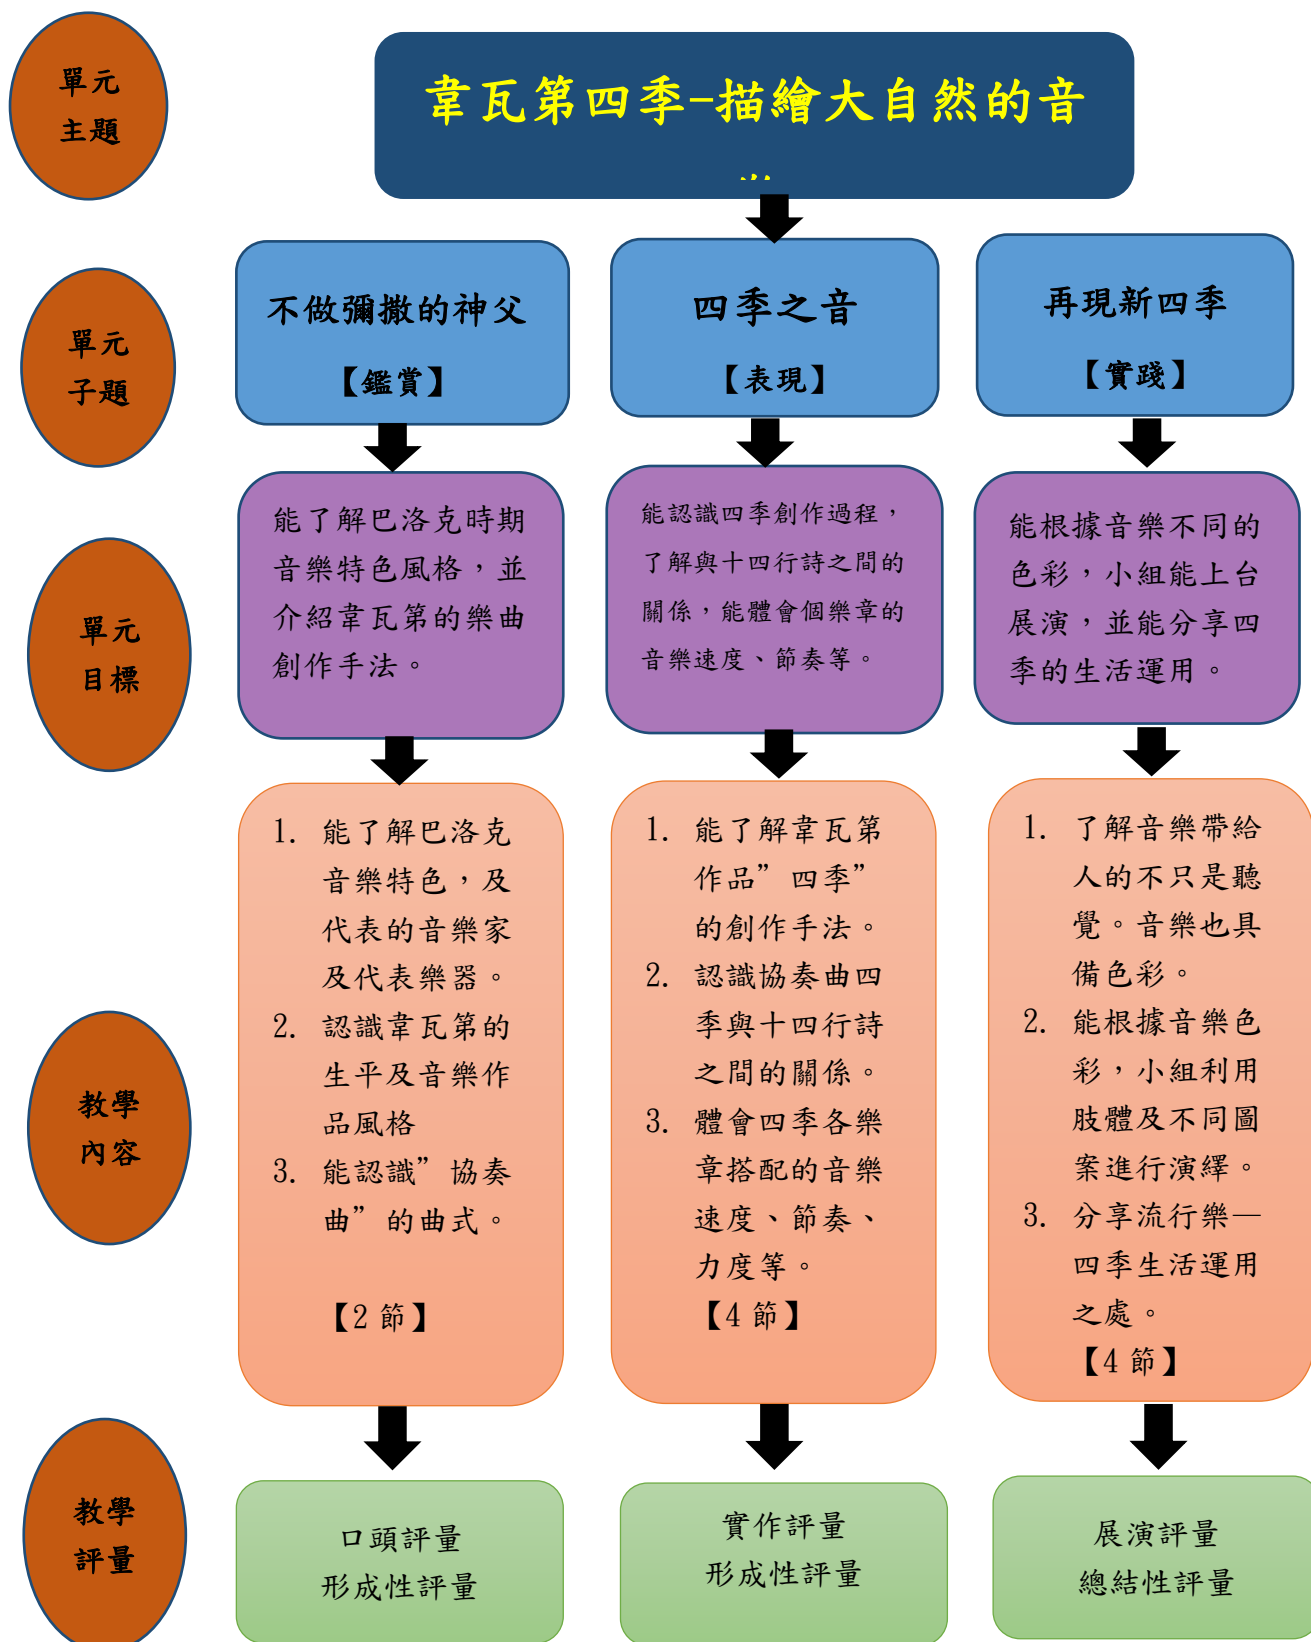 單元
主題
韋瓦第四季-描繪大自然的音
單元
子題
不做彌撒的神父
【鑑賞】
四季之音
【表現】
再現新四季
【實踐】
單元
目標
能了解巴洛克時期
音樂特色風格，並
介紹韋瓦第的樂曲
創作手法。
能認識四季創作過程，
了解與十四行詩之間的
關係，能體會個樂章的
音樂速度、節奏等。
能根據音樂不同的
色彩，小組能上台
展演，並能分享四
季的生活運用。
教學
內容
1. 能了解巴洛克
音樂特色，及
代表的音樂家
及代表樂器。
2. 認識韋瓦第的
生平及音樂作
品風格
3. 能認識”協奏
曲”的曲式。
【2 節】
1. 能了解韋瓦第
作品”四季”
的創作手法。
2. 認識協奏曲四
季與十四行詩
之間的關係。
3. 體會四季各樂
章搭配的音樂
速度、節奏、
力度等。
【4 節】
1. 了解音樂帶給
人的不只是聽
覺。音樂也具
備色彩。
2. 能根據音樂色
彩，小組利用
肢體及不同圖
案進行演繹。
3. 分享流行樂—
四季生活運用
之處。
【4 節】
教學
評量
口頭評量
形成性評量
實作評量
形成性評量
展演評量
總結性評量